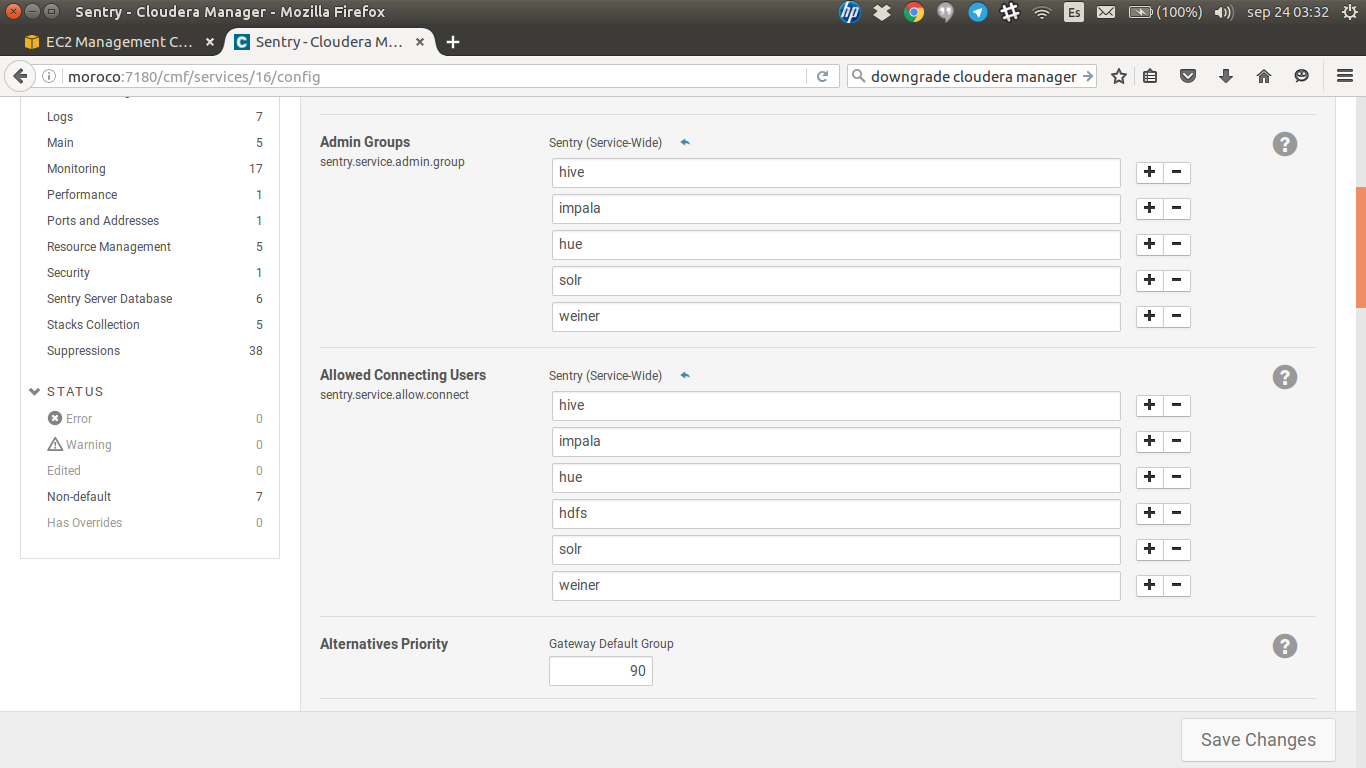 Sentry - Cloudera Manager - Mozilla Firefox
hp
Es
(100%)
sep 24 03:32
EC2 Management C... ×
C Sentry - Cloudera M... ×
moroco:7180/cmf/services/16/config
downgrade cloudera manager
Logs 7
Main 5
Monitoring 17
Performance 1
Ports and Addresses 1
Resource Management 5
Security 1
Sentry Server Database 6
Stacks Collection 5
Suppressions 38
STATUS
Error 0
Warning 0
Edited 0
Non-default 7
Has Overrides 0
Admin Groups
sentry.service.admin.group
Sentry (Service-Wide)
?
hive
impala
hue
solr
weiner
Allowed Connecting Users
sentry.service.allow.connect
Sentry (Service-Wide)
?
hive
impala
hue
hdfs
solr
weiner
Alternatives Priority
Gateway Default Group
?
90
Save Changes